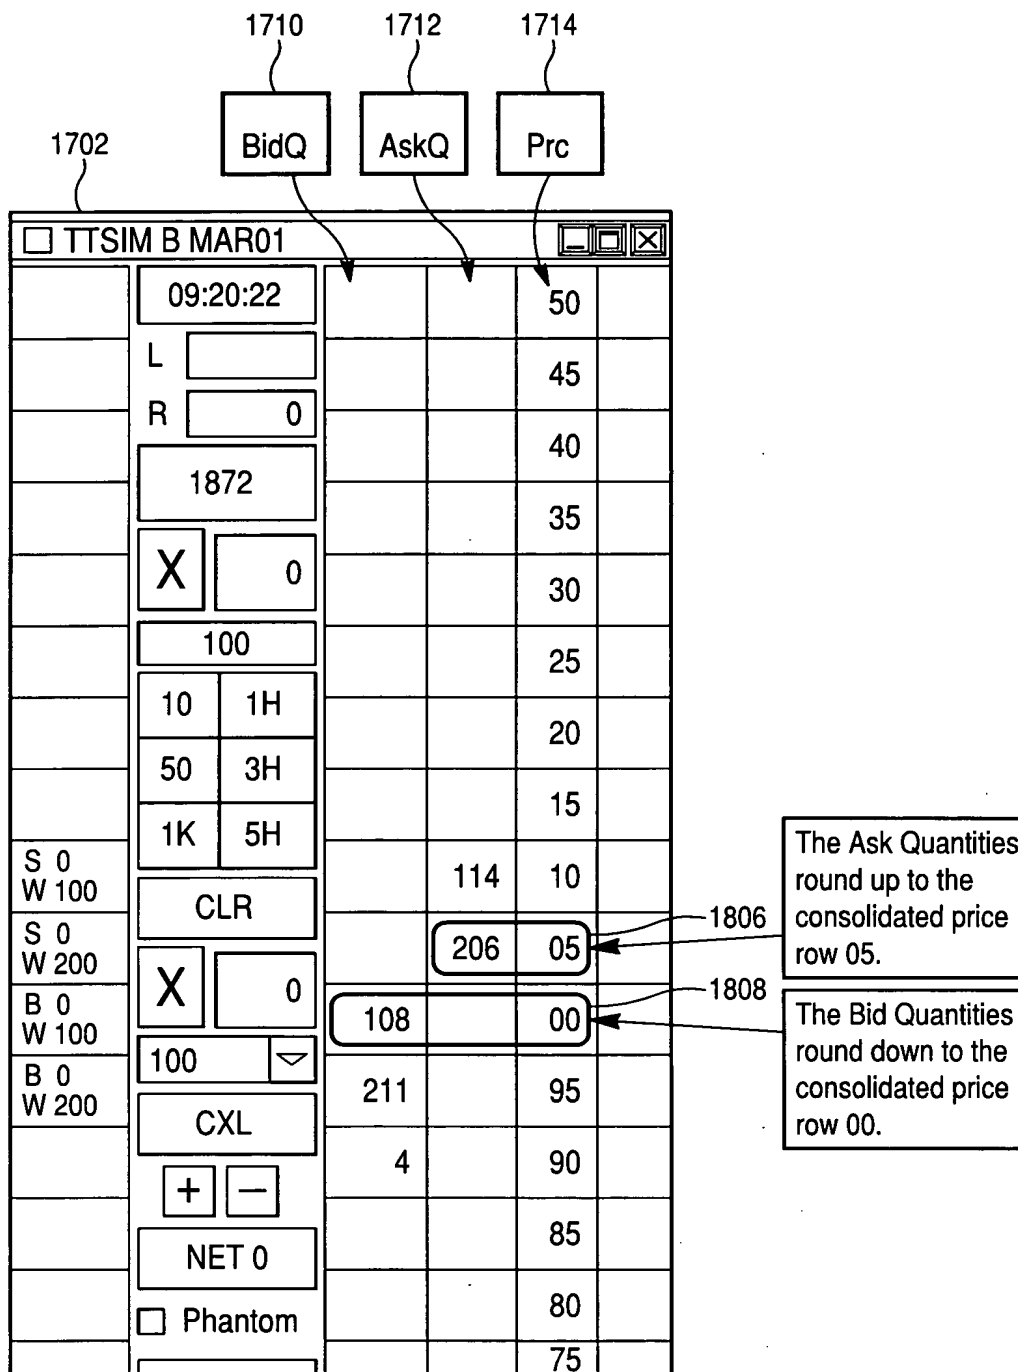 1710 1712 1714
1702
BidQ AskQ Prc
TTSIM B MAR01
09:20:22 50
L 45
R 0 40
1872 35
X 0 30
100 25
10 1H 20
50 3H 15
1K 5H
S 0
W 100 114 10
CLR
S 0
W 200 206 05 1806
The Ask Quantities
round up to the
consolidated price
row 05.
X 0
B 0
W 100 108 00 1808
The Bid Quantities
round down to the
consolidated price
row 00.
100
B 0
W 200 211 95
CXL
4 90
+ —
85
NET 0
80
Phantom
75